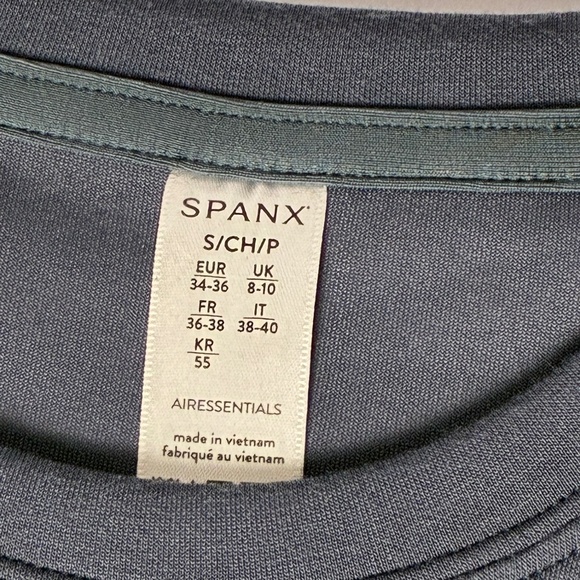 SPANX
S/CH/P
EUR UK
34-36 8-10
FR IT
36-38 38-40
KR
55
AIRESSENTIALS
made in vietnam
fabriqué au vietnam